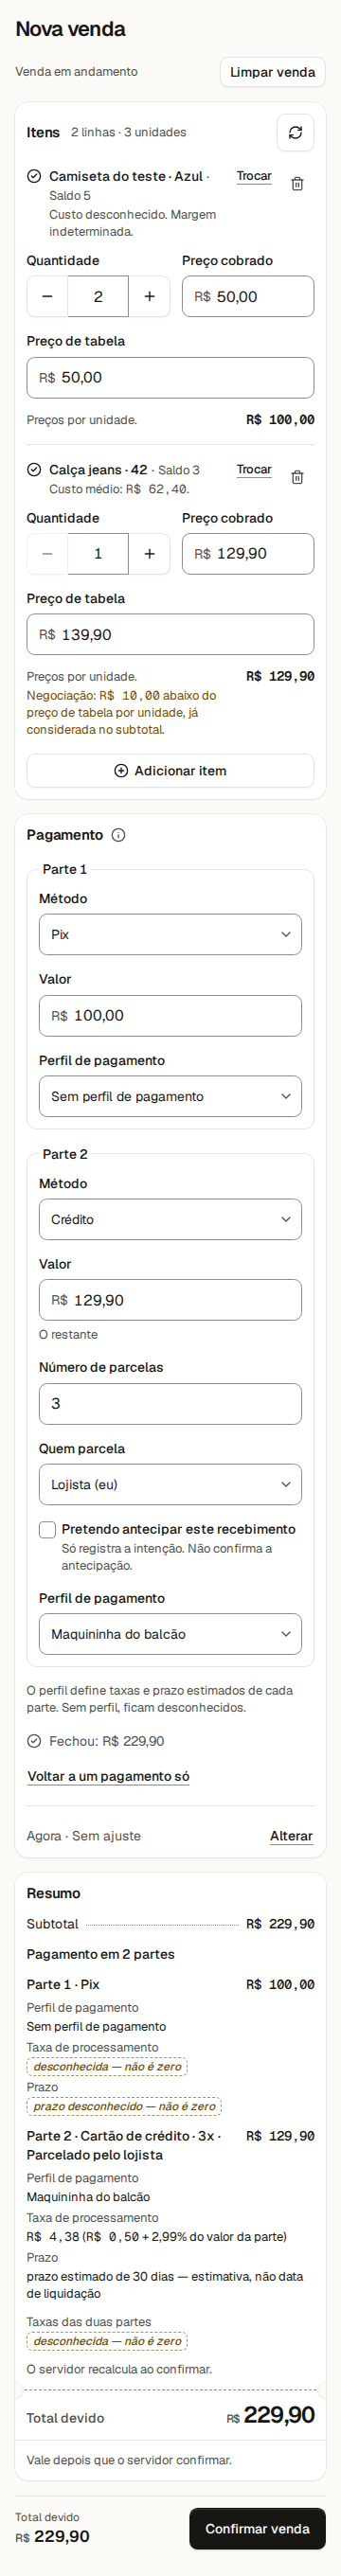 Nova venda
Venda em andamento
Limpar venda
Itens 2 linhas · 3 unidades
Camiseta do teste · Azul · Trocar
Saldo 5
Custo desconhecido. Margem
indeterminada.
Quantidade Preço cobrado
− 2 + R$ 50,00
Preço de tabela
R$ 50,00
Preços por unidade. R$ 100,00
Calça jeans · 42 · Saldo 3 Trocar
Custo médio: R$ 62,40.
Quantidade Preço cobrado
− 1 + R$ 129,90
Preço de tabela
R$ 139,90
Preços por unidade. R$ 129,90
Negociação: R$ 10,00 abaixo do
preço de tabela por unidade, já
considerada no subtotal.
Adicionar item
Pagamento
Parte 1
Método
Pix
Valor
R$ 100,00
Perfil de pagamento
Sem perfil de pagamento
Parte 2
Método
Crédito
Valor
R$ 129,90
O restante
Número de parcelas
3
Quem parcela
Lojista (eu)
Pretendo antecipar este recebimento
Só registra a intenção. Não confirma a
antecipação.
Perfil de pagamento
Maquininha do balcão
O perfil define taxas e prazo estimados de cada
parte. Sem perfil, ficam desconhecidos.
Fechou: R$ 229,90
Voltar a um pagamento só
Agora · Sem ajuste Alterar
Resumo
Subtotal R$ 229,90
Pagamento em 2 partes
Parte 1 · Pix R$ 100,00
Perfil de pagamento
Sem perfil de pagamento
Taxa de processamento
desconhecida — não é zero
Prazo
prazo desconhecido — não é zero
Parte 2 · Cartão de crédito · 3x · R$ 129,90
Parcelado pelo lojista
Perfil de pagamento
Maquininha do balcão
Taxa de processamento
R$ 4,38 (R$ 0,50 + 2,99% do valor da parte)
Prazo
prazo estimado de 30 dias — estimativa, não data
de liquidação
Taxas das duas partes
desconhecida — não é zero
O servidor recalcula ao confirmar.
Total devido R$ 229,90
Vale depois que o servidor confirmar.
Total devido
R$ 229,90
Confirmar venda